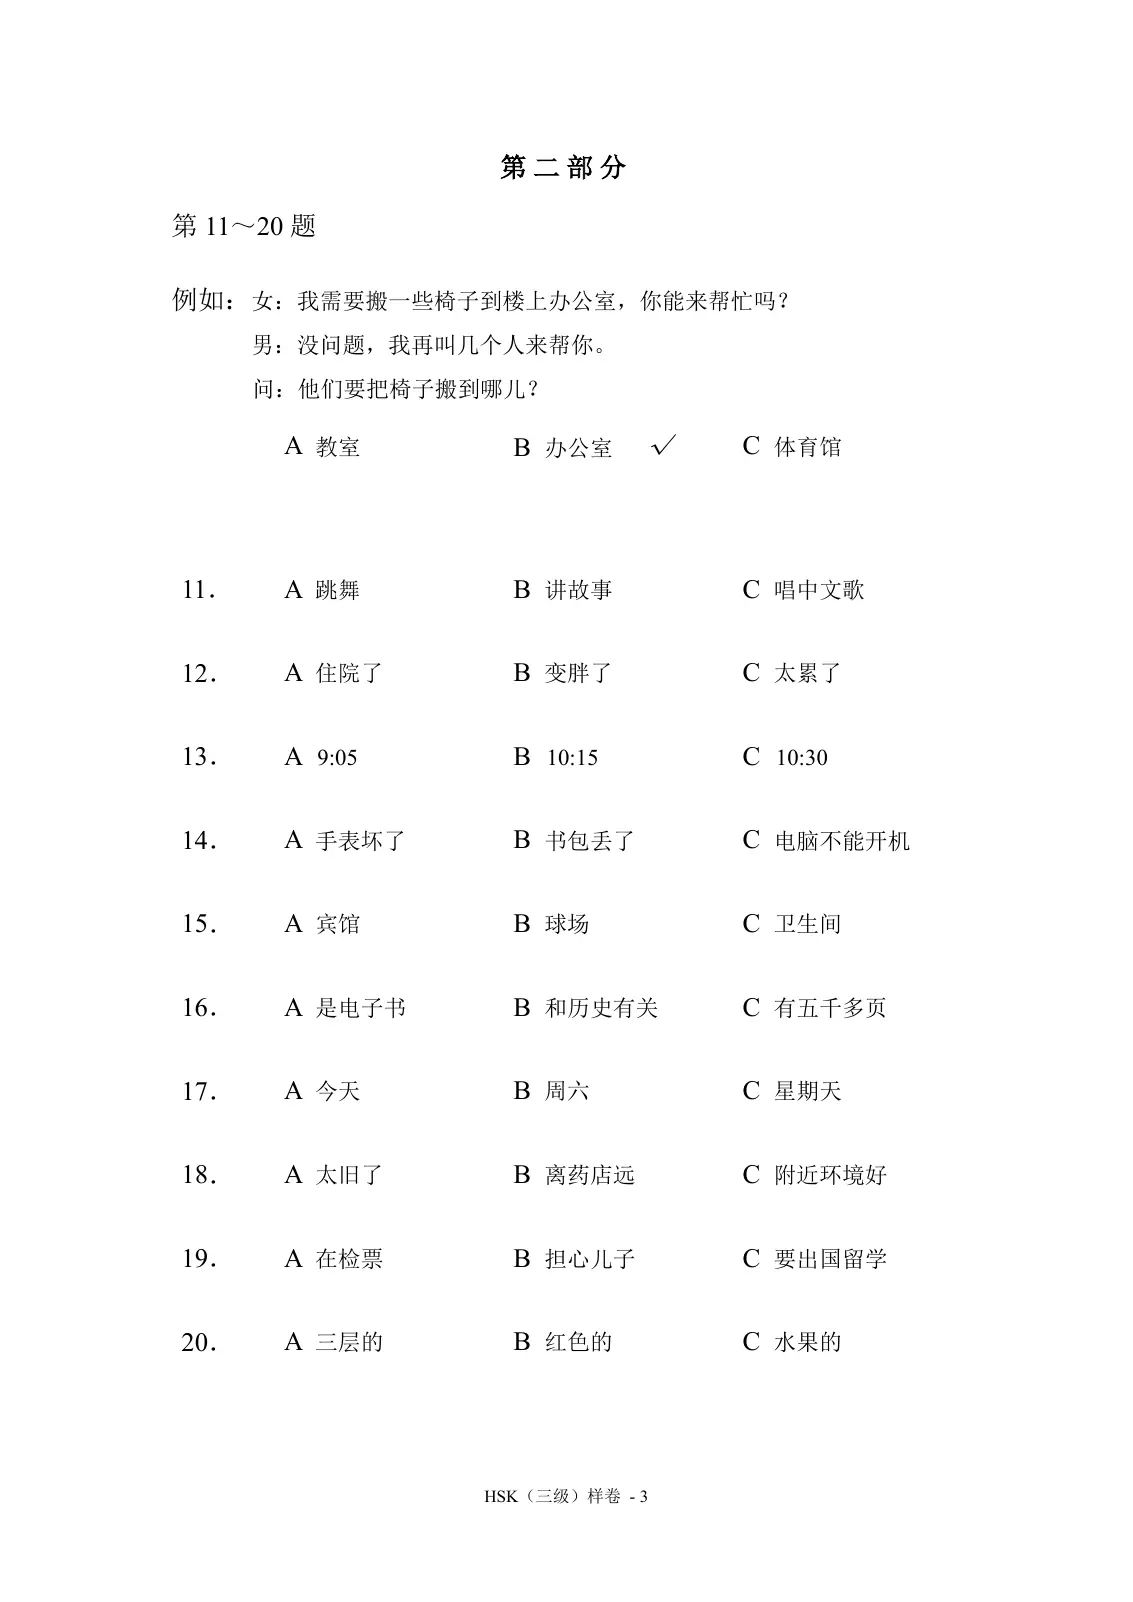 第二部分
第 11～20 题
例如：女：我需要搬一些椅子到楼上办公室，你能来帮忙吗？
男：没问题，我再叫几个人来帮你。
问：他们要把椅子搬到哪儿？
A 教室 B 办公室 √ C 体育馆
11． A 跳舞 B 讲故事 C 唱中文歌
12． A 住院了 B 变胖了 C 太累了
13． A 9:05 B 10:15 C 10:30
14． A 手表坏了 B 书包丢了 C 电脑不能开机
15． A 宾馆 B 球场 C 卫生间
16． A 是电子书 B 和历史有关 C 有五千多页
17． A 今天 B 周六 C 星期天
18． A 太旧了 B 离药店远 C 附近环境好
19． A 在检票 B 担心儿子 C 要出国留学
20． A 三层的 B 红色的 C 水果的
HSK（三级）样卷 - 3